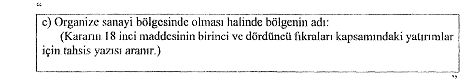 “
c) Organize sanayi bölgesinde olması halinde bölgenin adı:
(Kararın 18 inci maddesinin birinci ve dördüncü fıkraları kapsamındaki yatırımlar
için tahsis yazısı aranır.)
”